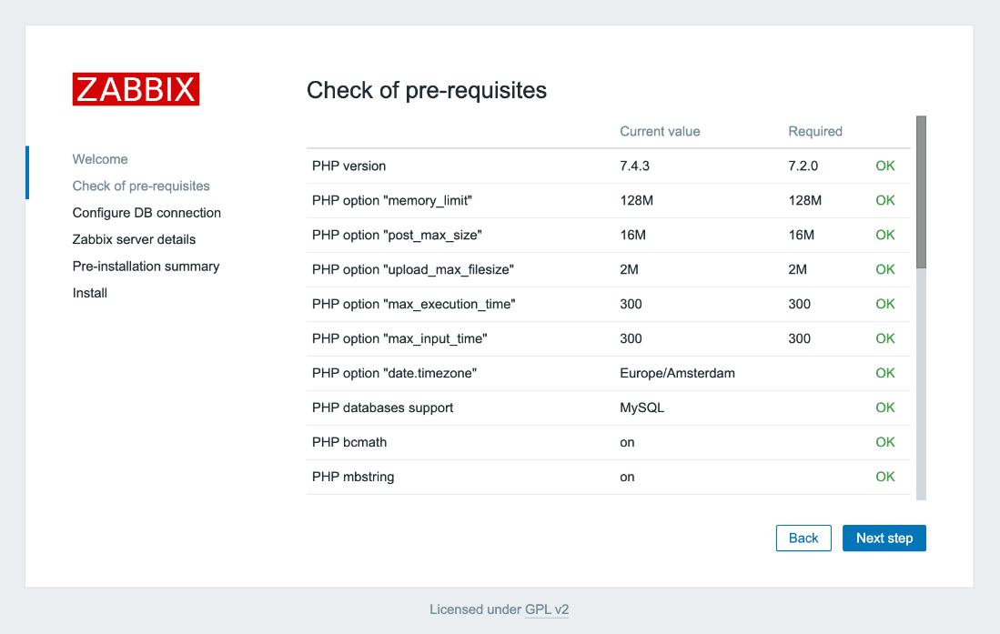 ZABBIX
Welcome
Check of pre-requisites
Configure DB connection
Zabbix server details
Pre-installation summary
Install
Check of pre-requisites
Current value Required
PHP version 7.4.3 7.2.0 OK
PHP option "memory_limit" 128M 128M OK
PHP option "post_max_size" 16M 16M OK
PHP option "upload_max_filesize" 2M 2M OK
PHP option "max_execution_time" 300 300 OK
PHP option "max_input_time" 300 300 OK
PHP option "date.timezone" Europe/Amsterdam OK
PHP databases support MySQL OK
PHP bcmath on OK
PHP mbstring on OK
Back Next step
Licensed under GPL v2